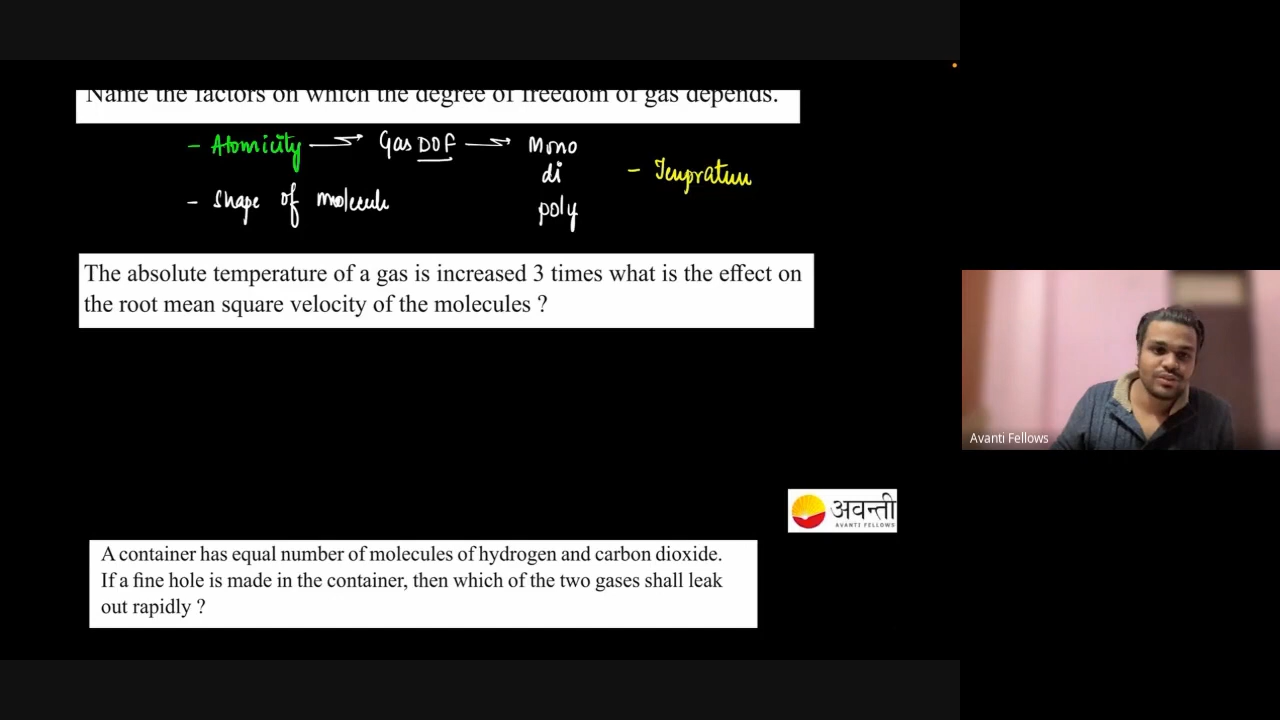 Name the factors on which the degree of freedom of gas depends.
- Atomicity → Gas DOF → Mono
di
- Tempratuu
- Shape of molecule
poly
The absolute temperature of a gas is increased 3 times what is the effect on
the root mean square velocity of the molecules ?
Avanti Fellows
अवन्ती
AVANTI FELLOWS
A container has equal number of molecules of hydrogen and carbon dioxide.
If a fine hole is made in the container, then which of the two gases shall leak
out rapidly ?